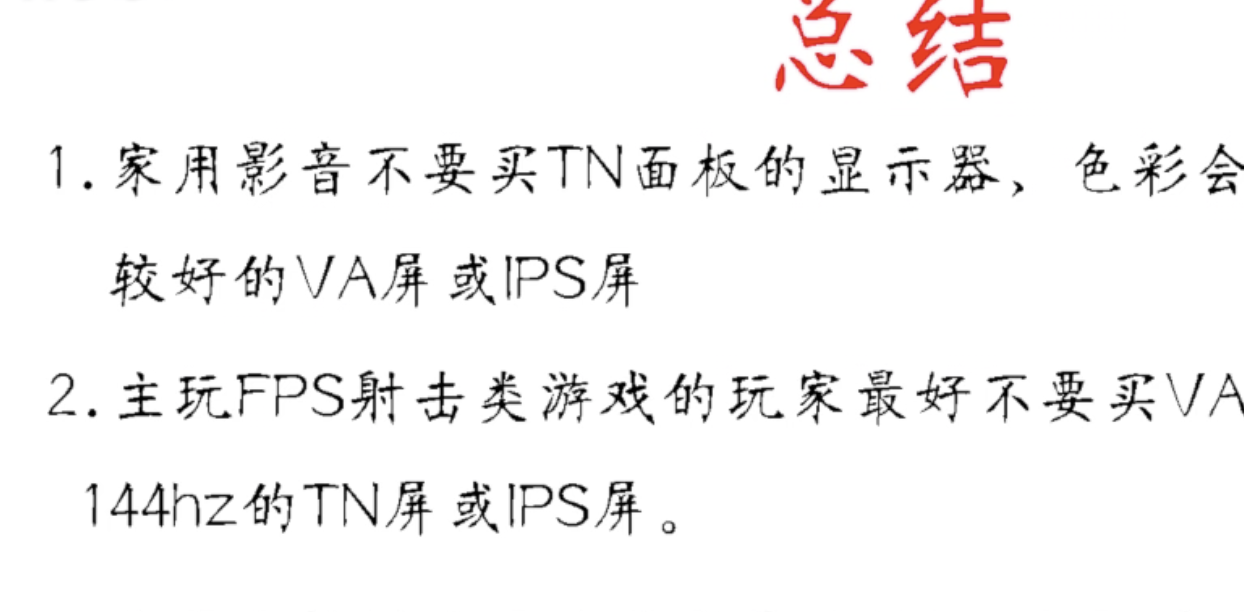 总结
1.家用影音不要买TN面板的显示器，色彩会
较好的VA屏或IPS屏
2.主玩FPS射击类游戏的玩家最好不要买VA
144hz的TN屏或IPS屏。